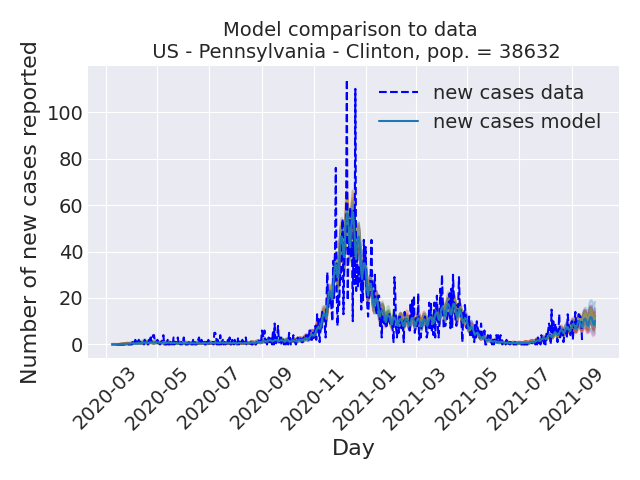 Model comparison to data
US - Pennsylvania - Clinton, pop. = 38632
Number of new cases reported
100
80
60
40
20
0
new cases data
new cases model
2020-03
2020-05
2020-07
2020-09
2020-11
2021-01
2021-03
2021-05
2021-07
2021-09
Day